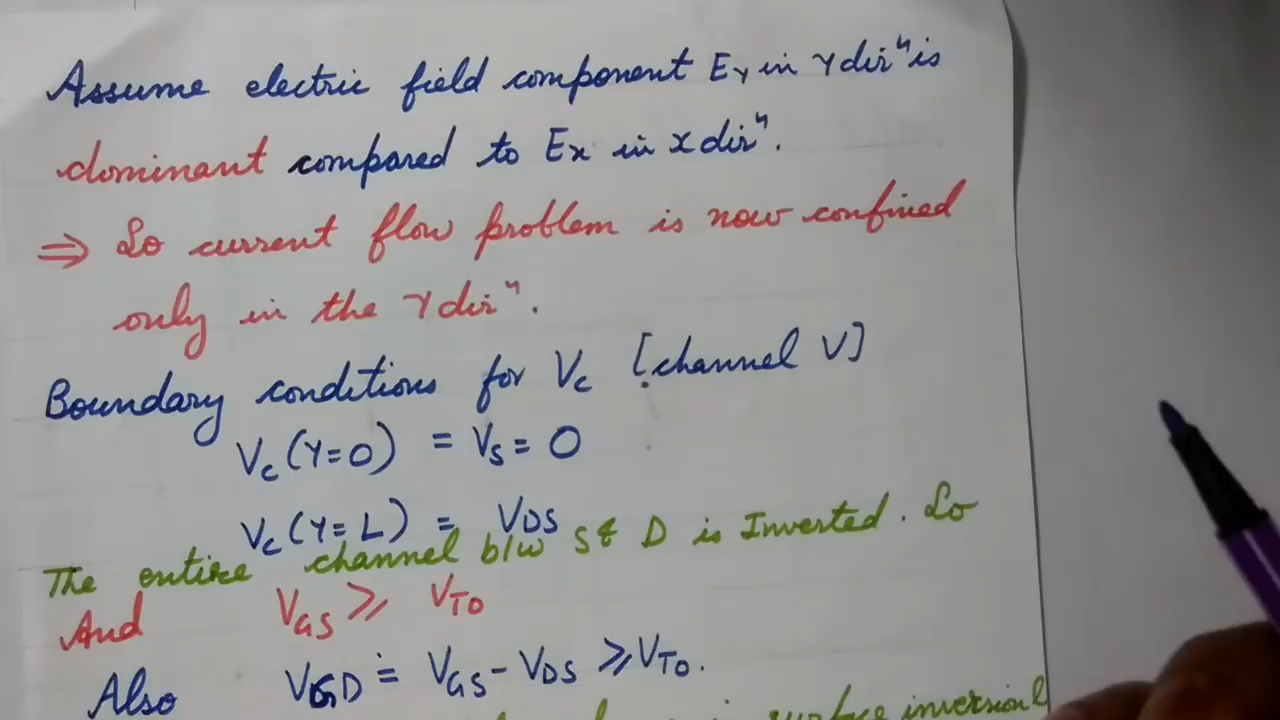 Assume electric field component Ey in Y dirⁿ is
dominant compared to Ex in x dirⁿ.
⇒ So current flow problem is now confined
only in the Y dirⁿ.
Boundary conditions for Vc [channel V]
Vc (Y=0) = Vs = 0
Vc (Y=L) = VDS
The entire channel b/w S & D is Inverted. So
And VGS ≥ VTO
Also VGD = VGS - VDS ≥ VTO.
surface inversion